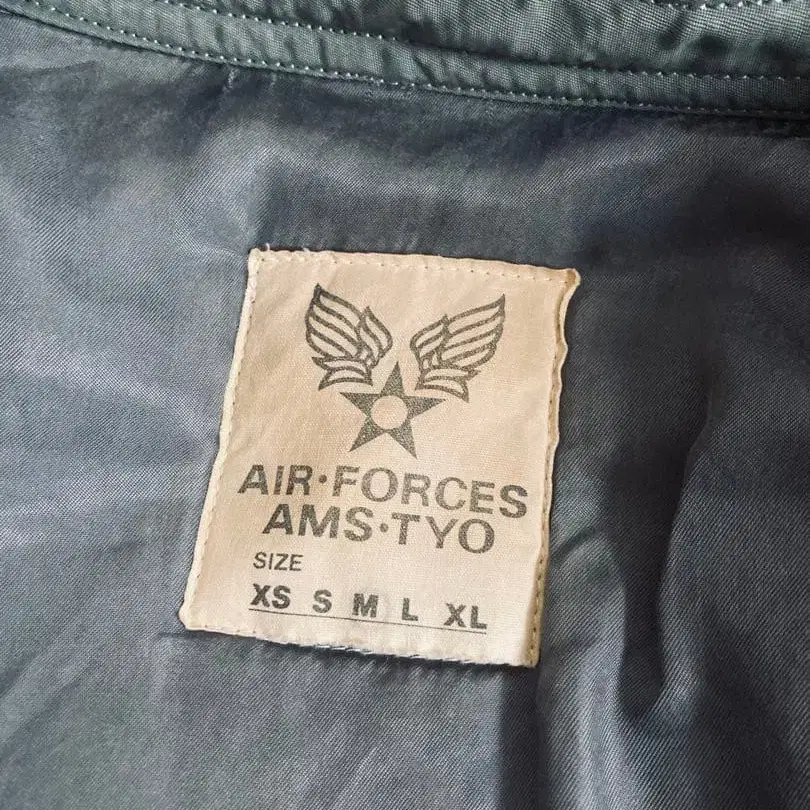 AIR·FORCES
AMS·TYO
SIZE
XS S M L XL